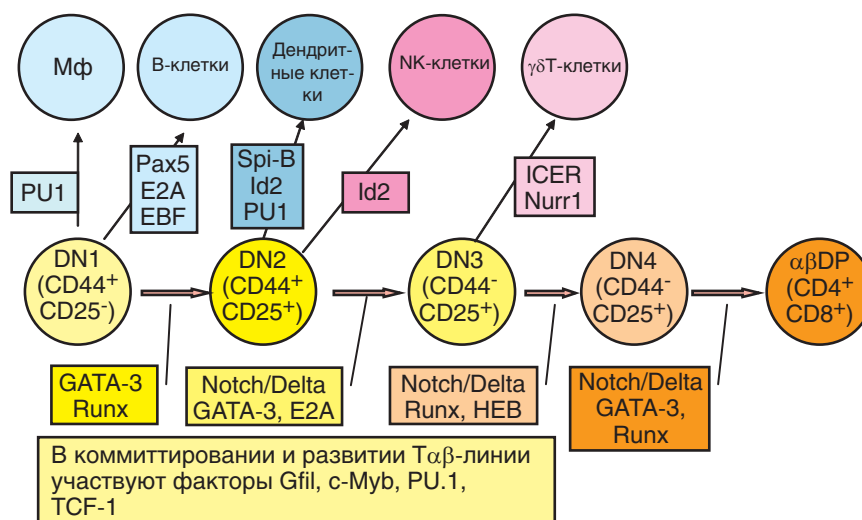 Мф
В-клетки
Дендрит-
ные клет-
ки
NK-клетки
γδT-клетки
PU1
Pax5
E2A
EBF
Spi-B
Id2
PU1
Id2
ICER
Nurr1
DN1
(CD44⁺
CD25⁻)
DN2
(CD44⁺
CD25⁺)
DN3
(CD44⁻
CD25⁺)
DN4
(CD44⁻
CD25⁺)
αβDP
(CD4⁺
CD8⁺)
GATA-3
Runx
Notch/Delta
GATA-3, E2A
Notch/Delta
Runx, HEB
Notch/Delta
GATA-3,
Runx
В коммиттировании и развитии Tαβ-линии
участвуют факторы Gfil, c-Myb, PU.1,
TCF-1